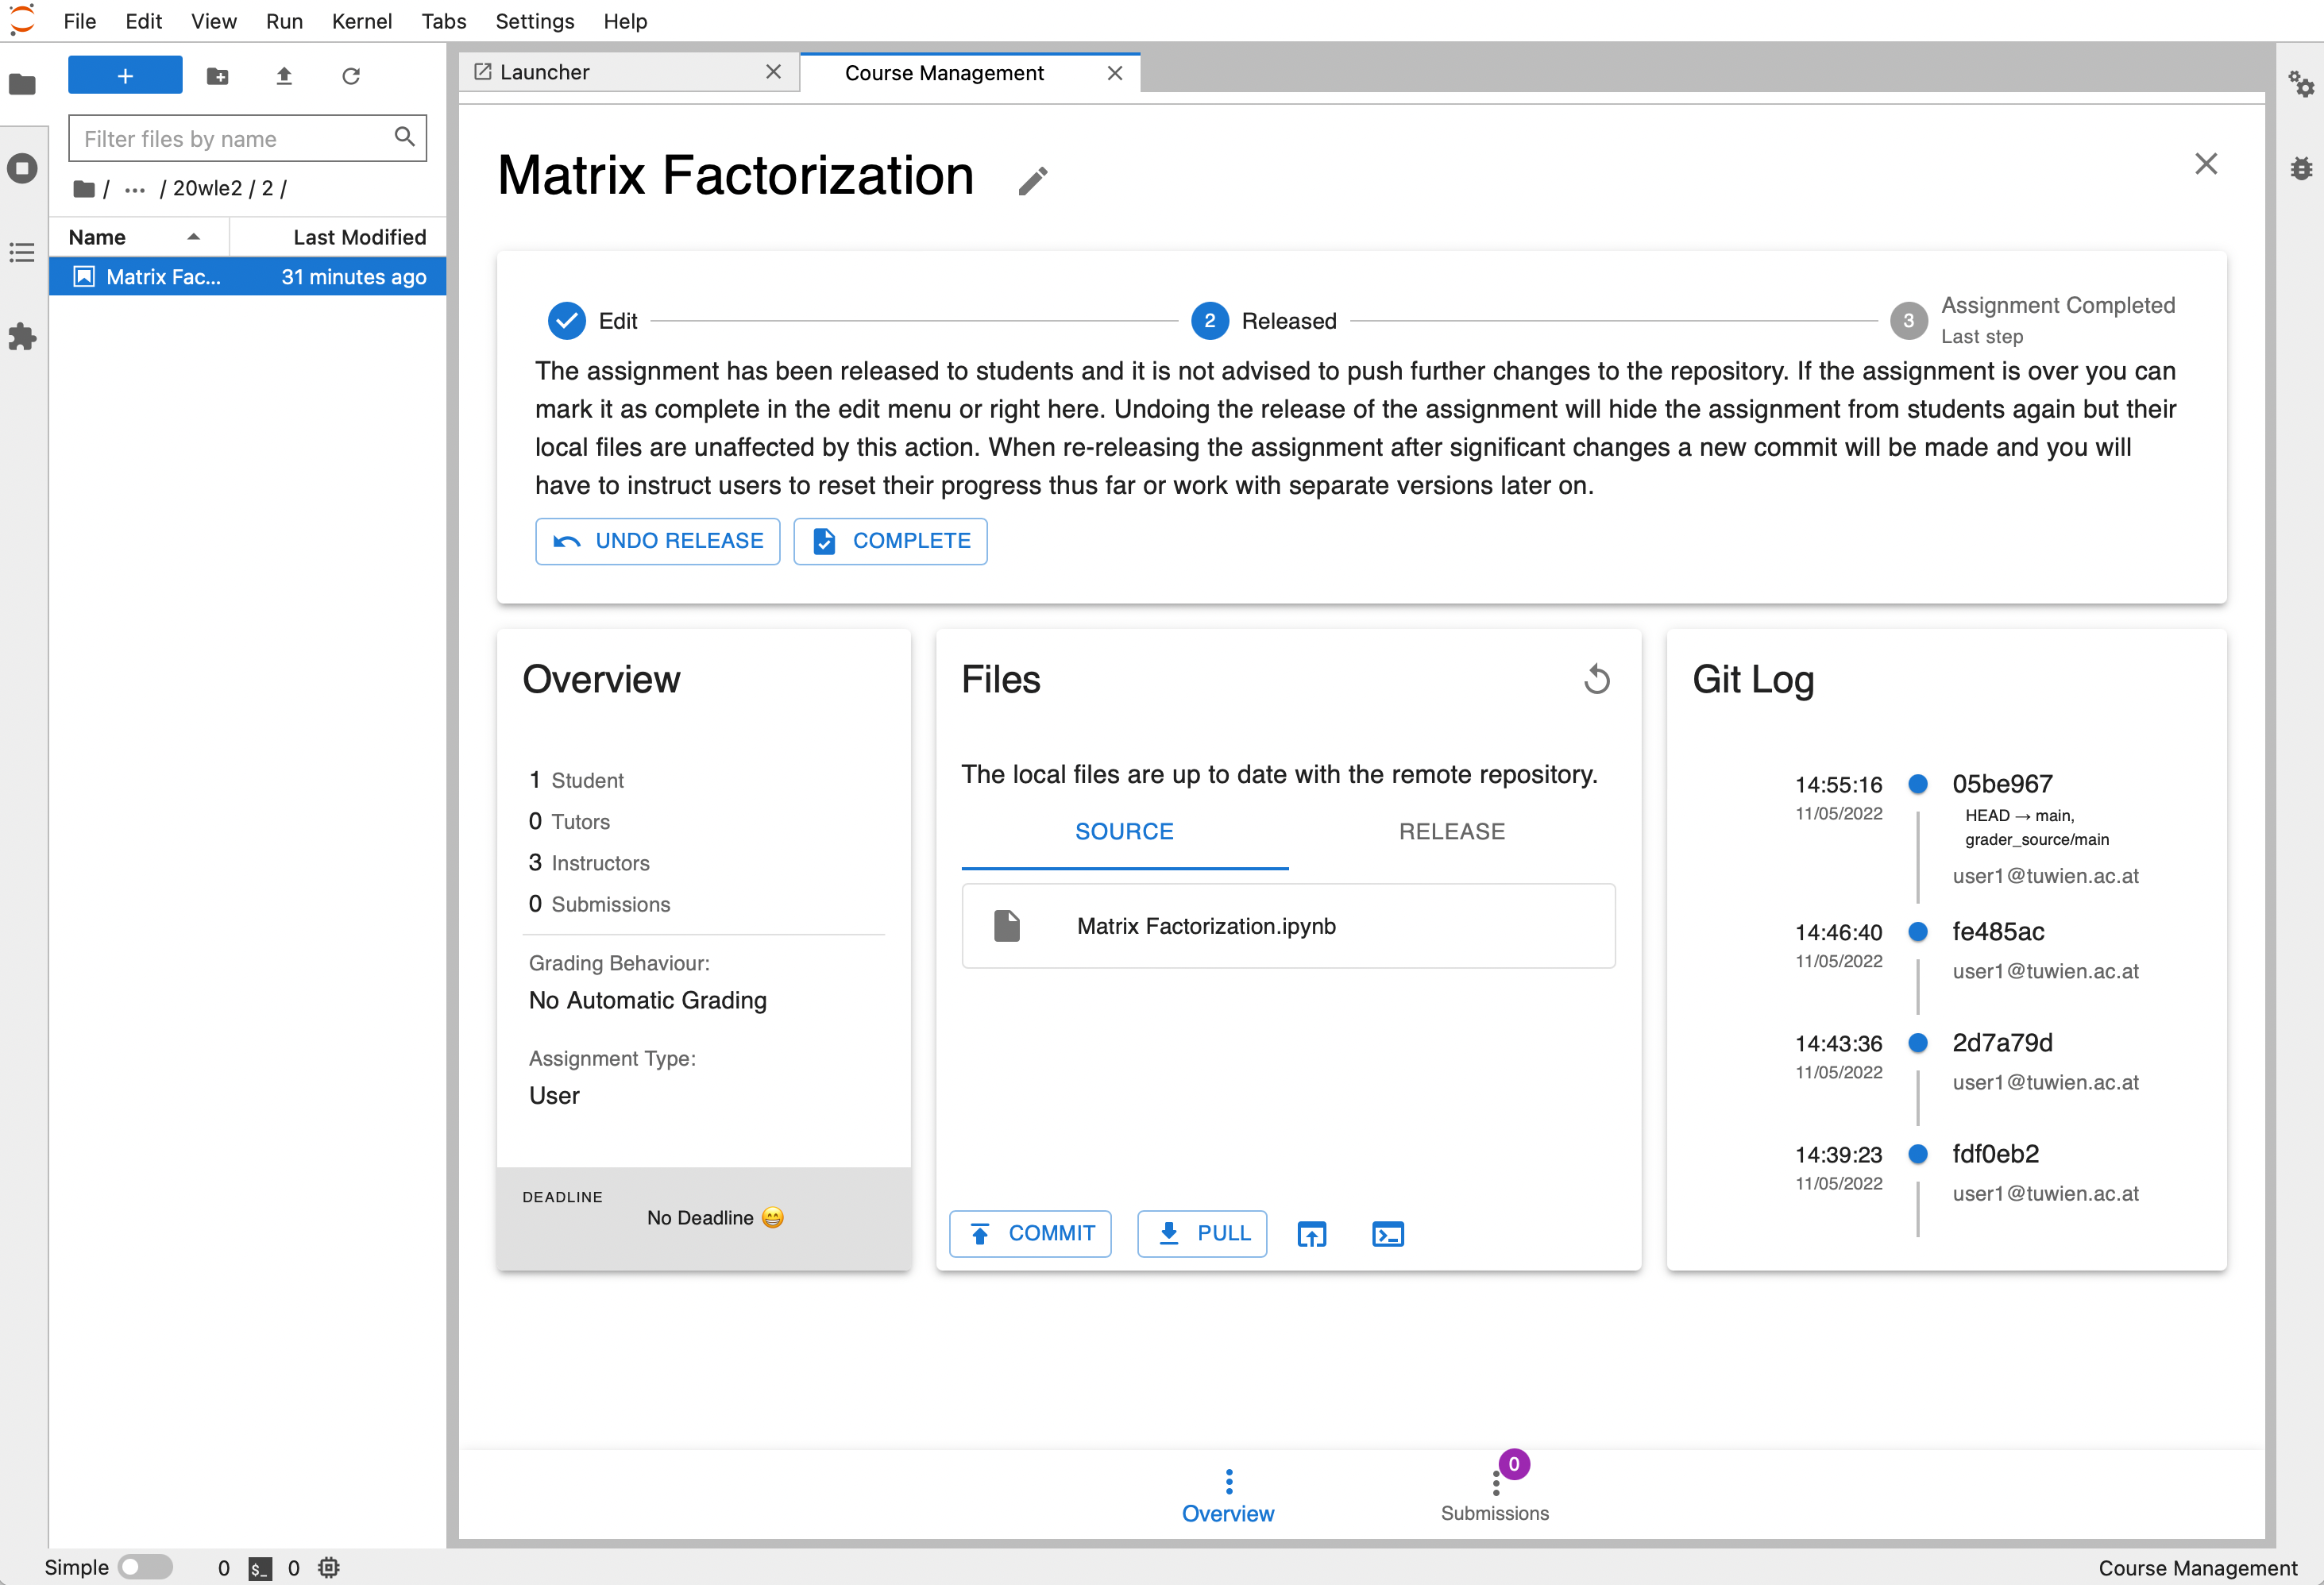 File Edit View Run Kernel Tabs Settings Help
Launcher
Course Management
Filter files by name
/ ... / 20wle2 / 2 /
Name Last Modified
Matrix Fac... 31 minutes ago
Matrix Factorization
Edit
2 Released
3 Assignment Completed
Last step
The assignment has been released to students and it is not advised to push further changes to the repository. If the assignment is over you can
mark it as complete in the edit menu or right here. Undoing the release of the assignment will hide the assignment from students again but their
local files are unaffected by this action. When re-releasing the assignment after significant changes a new commit will be made and you will
have to instruct users to reset their progress thus far or work with separate versions later on.
UNDO RELEASE
COMPLETE
Overview
1 Student
0 Tutors
3 Instructors
0 Submissions
Grading Behaviour:
No Automatic Grading
Assignment Type:
User
DEADLINE
No Deadline 😁
Files
The local files are up to date with the remote repository.
SOURCE RELEASE
Matrix Factorization.ipynb
COMMIT
PULL
Git Log
14:55:16 05be967
11/05/2022 HEAD → main,
grader_source/main
user1@tuwien.ac.at
14:46:40 fe485ac
11/05/2022 user1@tuwien.ac.at
14:43:36 2d7a79d
11/05/2022 user1@tuwien.ac.at
14:39:23 fdf0eb2
11/05/2022 user1@tuwien.ac.at
Overview
0
Submissions
Simple 0 $_ 0 Course Management